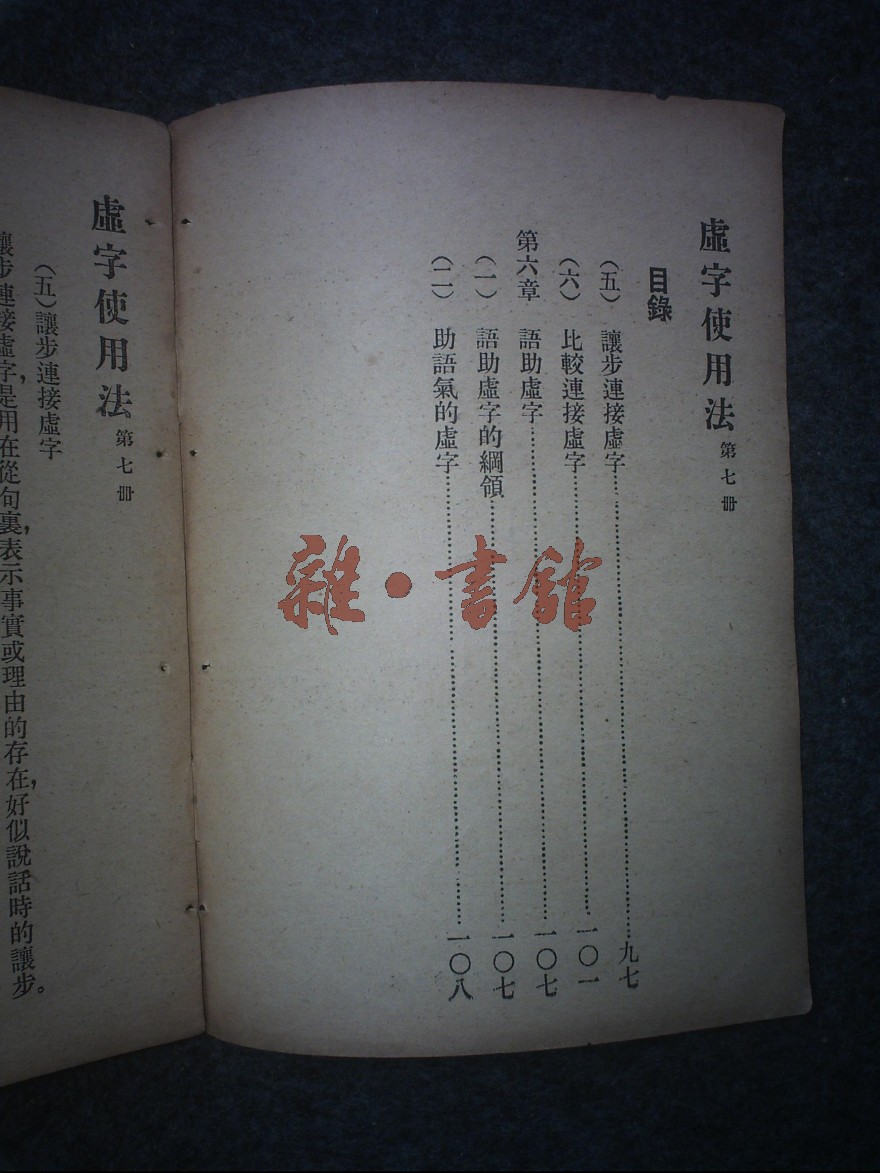 虛字使用法 第七册
目錄
（五） 讓步連接虛字……九七
（六） 比較連接虛字……一〇一
第六章 語助虛字……一〇七
（一） 語助虛字的綱領……一〇七
（二） 助語氣的虛字……一〇八
虛字使用法 第七册
（五）讓步連接虛字
讓步連接虛字，是用在從句裏，表示事實或理由的存在，好似說話時的讓步。
雜·書館